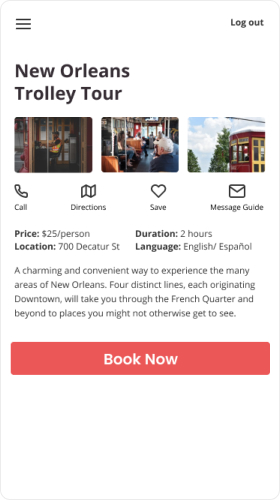 Log out
New Orleans
Trolley Tour
Call
Directions
Save
Message Guide
Price: $25/person
Duration: 2 hours
Location: 700 Decatur St
Language: English/ Español
A charming and convenient way to experience the many
areas of New Orleans. Four distinct lines, each originating
Downtown, will take you through the French Quarter and
beyond to places you might not otherwise get to see.
Book Now